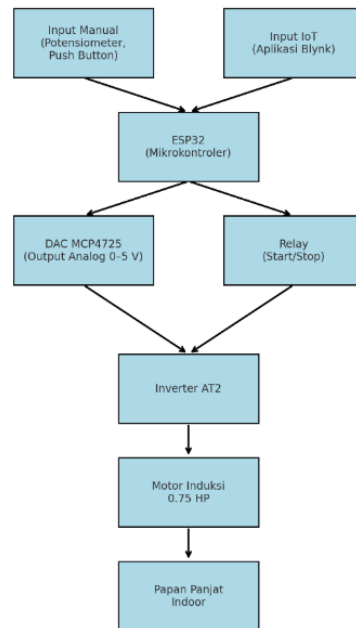 Input Manual
(Potensiometer,
Push Button)
Input IoT
(Aplikasi Blynk)
ESP32
(Mikrokontroler)
DAC MCP4725
(Output Analog 0–5 V)
Relay
(Start/Stop)
Inverter AT2
Motor Induksi
0.75 HP
Papan Panjat
Indoor